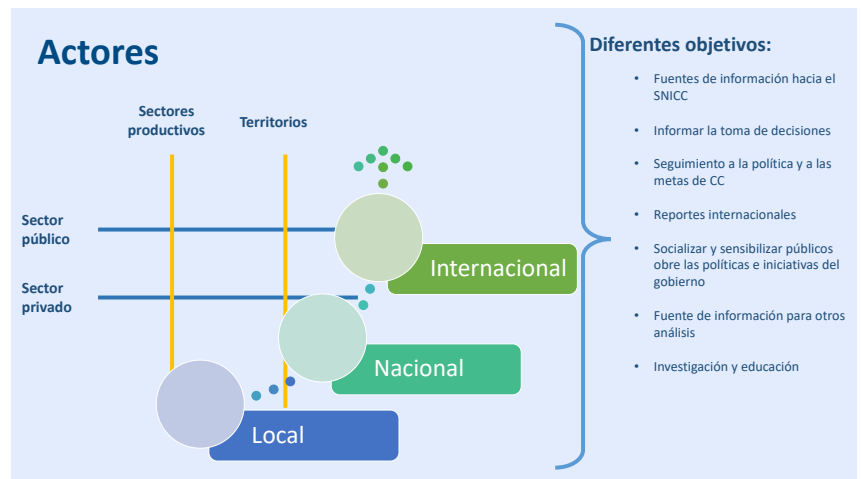 Actores
Sectores
productivos
Territorios
Sector
público
Sector
privado
Internacional
Nacional
Local
Diferentes objetivos:
• Fuentes de información hacia el
SNICC
• Informar la toma de decisiones
• Seguimiento a la política y a las
metas de CC
• Reportes internacionales
• Socializar y sensibilizar públicos
obre las políticas e iniciativas del
gobierno
• Fuente de información para otros
análisis
• Investigación y educación